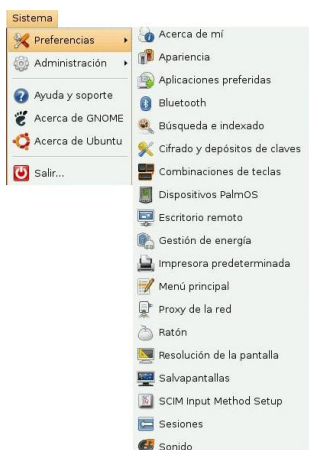 Sistema
Preferencias
Administración
Ayuda y soporte
Acerca de GNOME
Acerca de Ubuntu
Salir...
Acerca de mí
Apariencia
Aplicaciones preferidas
Bluetooth
Búsqueda e indexado
Cifrado y depósitos de claves
Combinaciones de teclas
Dispositivos PalmOS
Escritorio remoto
Gestión de energía
Impresora predeterminada
Menú principal
Proxy de la red
Ratón
Resolución de la pantalla
Salvapantallas
SCIM Input Method Setup
Sesiones
Sonido